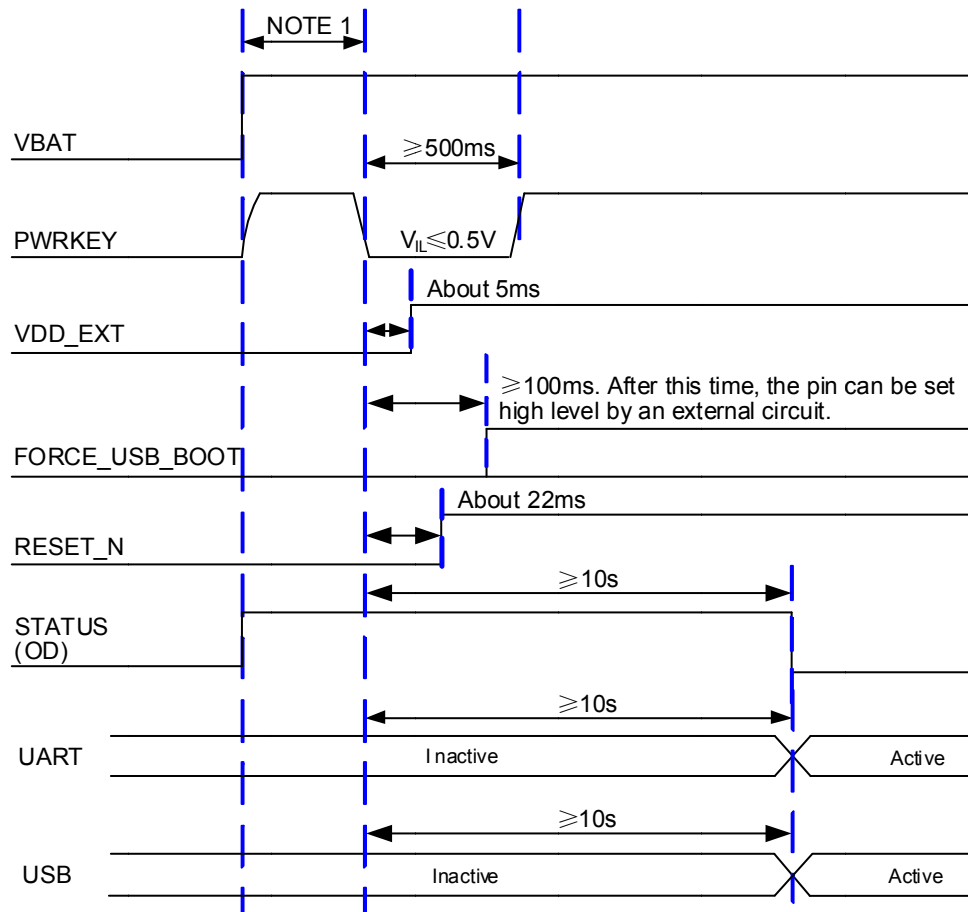 NOTE 1
VBAT
≥500ms
PWRKEY
VIL≤0.5V
About 5ms
VDD_EXT
≥100ms. After this time, the pin can be set
high level by an external circuit.
FORCE_USB_BOOT
About 22ms
RESET_N
≥10s
STATUS
(OD)
≥10s
UART
Inactive
Active
≥10s
USB
Inactive
Active